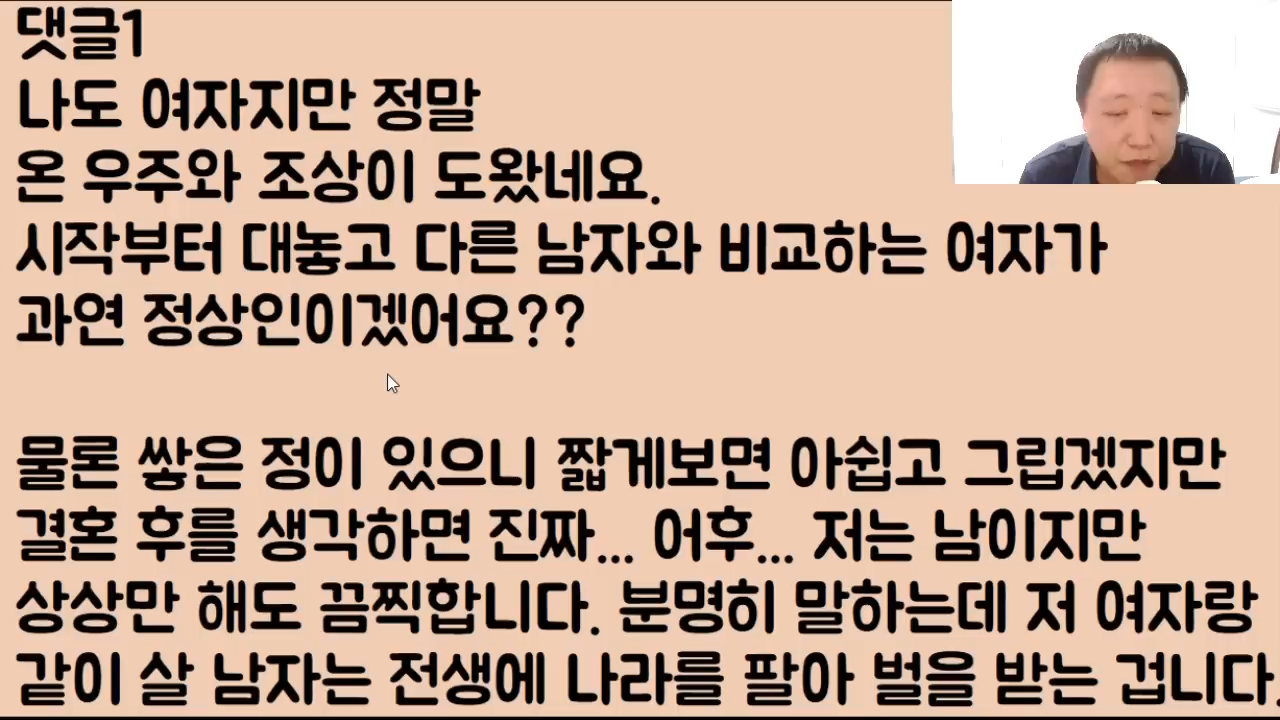 댓글1
나도 여자지만 정말
온 우주와 조상이 도왔네요.
시작부터 대놓고 다른 남자와 비교하는 여자가
과연 정상인이겠어요??
물론 쌓은 정이 있으니 짧게보면 아쉽고 그립겠지만
결혼 후를 생각하면 진짜... 어후... 저는 남이지만
상상만 해도 끔찍합니다. 분명히 말하는데 저 여자랑
같이 살 남자는 전생에 나라를 팔아 벌을 받는 겁니다.